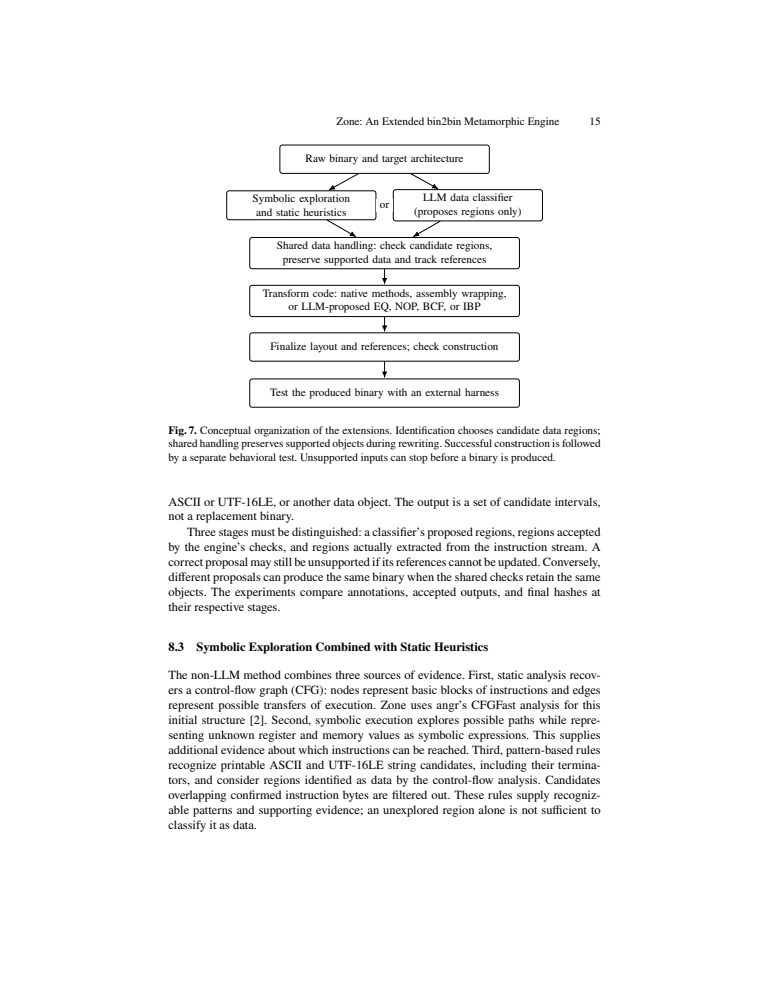 Zone: An Extended bin2bin Metamorphic Engine 15
Raw binary and target architecture
Symbolic exploration
and static heuristics
or
LLM data classifier
(proposes regions only)
Shared data handling: check candidate regions,
preserve supported data and track references
Transform code: native methods, assembly wrapping,
or LLM-proposed EQ, NOP, BCF, or IBP
Finalize layout and references; check construction
Test the produced binary with an external harness
Fig. 7. Conceptual organization of the extensions. Identification chooses candidate data regions;
shared handling preserves supported objects during rewriting. Successful construction is followed
by a separate behavioral test. Unsupported inputs can stop before a binary is produced.
ASCII or UTF-16LE, or another data object. The output is a set of candidate intervals,
not a replacement binary.
Three stages must be distinguished: a classifier's proposed regions, regions accepted
by the engine's checks, and regions actually extracted from the instruction stream. A
correct proposal may still be unsupported if its references cannot be updated. Conversely,
different proposals can produce the same binary when the shared checks retain the same
objects. The experiments compare annotations, accepted outputs, and final hashes at
their respective stages.
8.3 Symbolic Exploration Combined with Static Heuristics
The non-LLM method combines three sources of evidence. First, static analysis recov-
ers a control-flow graph (CFG): nodes represent basic blocks of instructions and edges
represent possible transfers of execution. Zone uses angr's CFGFast analysis for this
initial structure [2]. Second, symbolic execution explores possible paths while repre-
senting unknown register and memory values as symbolic expressions. This supplies
additional evidence about which instructions can be reached. Third, pattern-based rules
recognize printable ASCII and UTF-16LE string candidates, including their termina-
tors, and consider regions identified as data by the control-flow analysis. Candidates
overlapping confirmed instruction bytes are filtered out. These rules supply recogniz-
able patterns and supporting evidence; an unexplored region alone is not sufficient to
classify it as data.